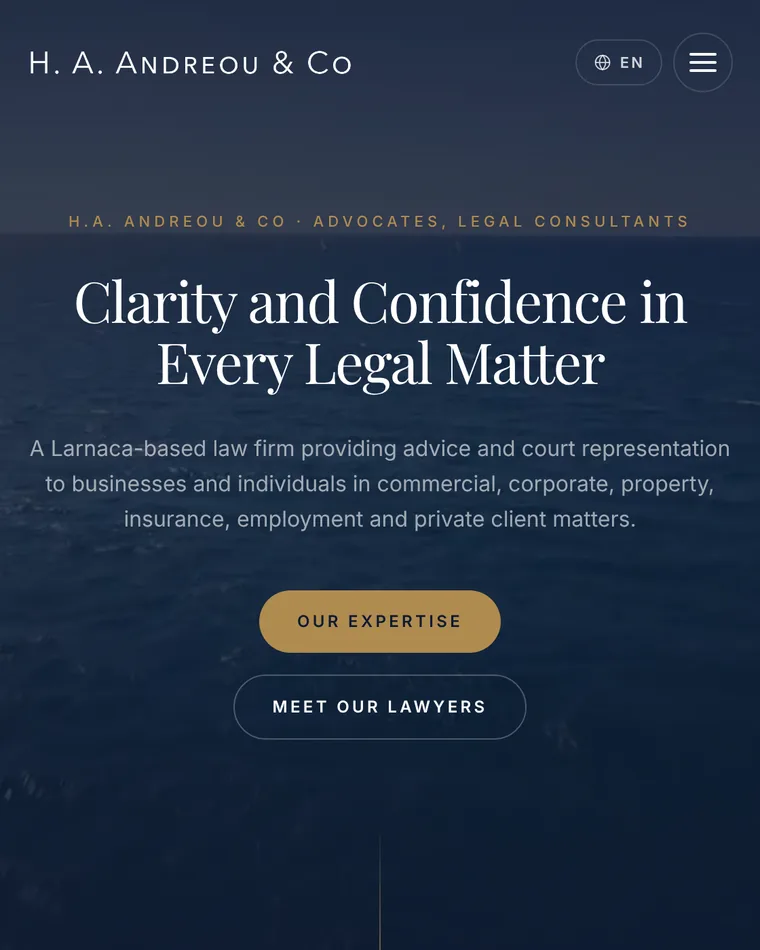 H. A. Andreou & Co
EN
H.A. ANDREOU & CO · ADVOCATES, LEGAL CONSULTANTS
Clarity and Confidence in
Every Legal Matter
A Larnaca-based law firm providing advice and court representation
to businesses and individuals in commercial, corporate, property,
insurance, employment and private client matters.
OUR EXPERTISE
MEET OUR LAWYERS